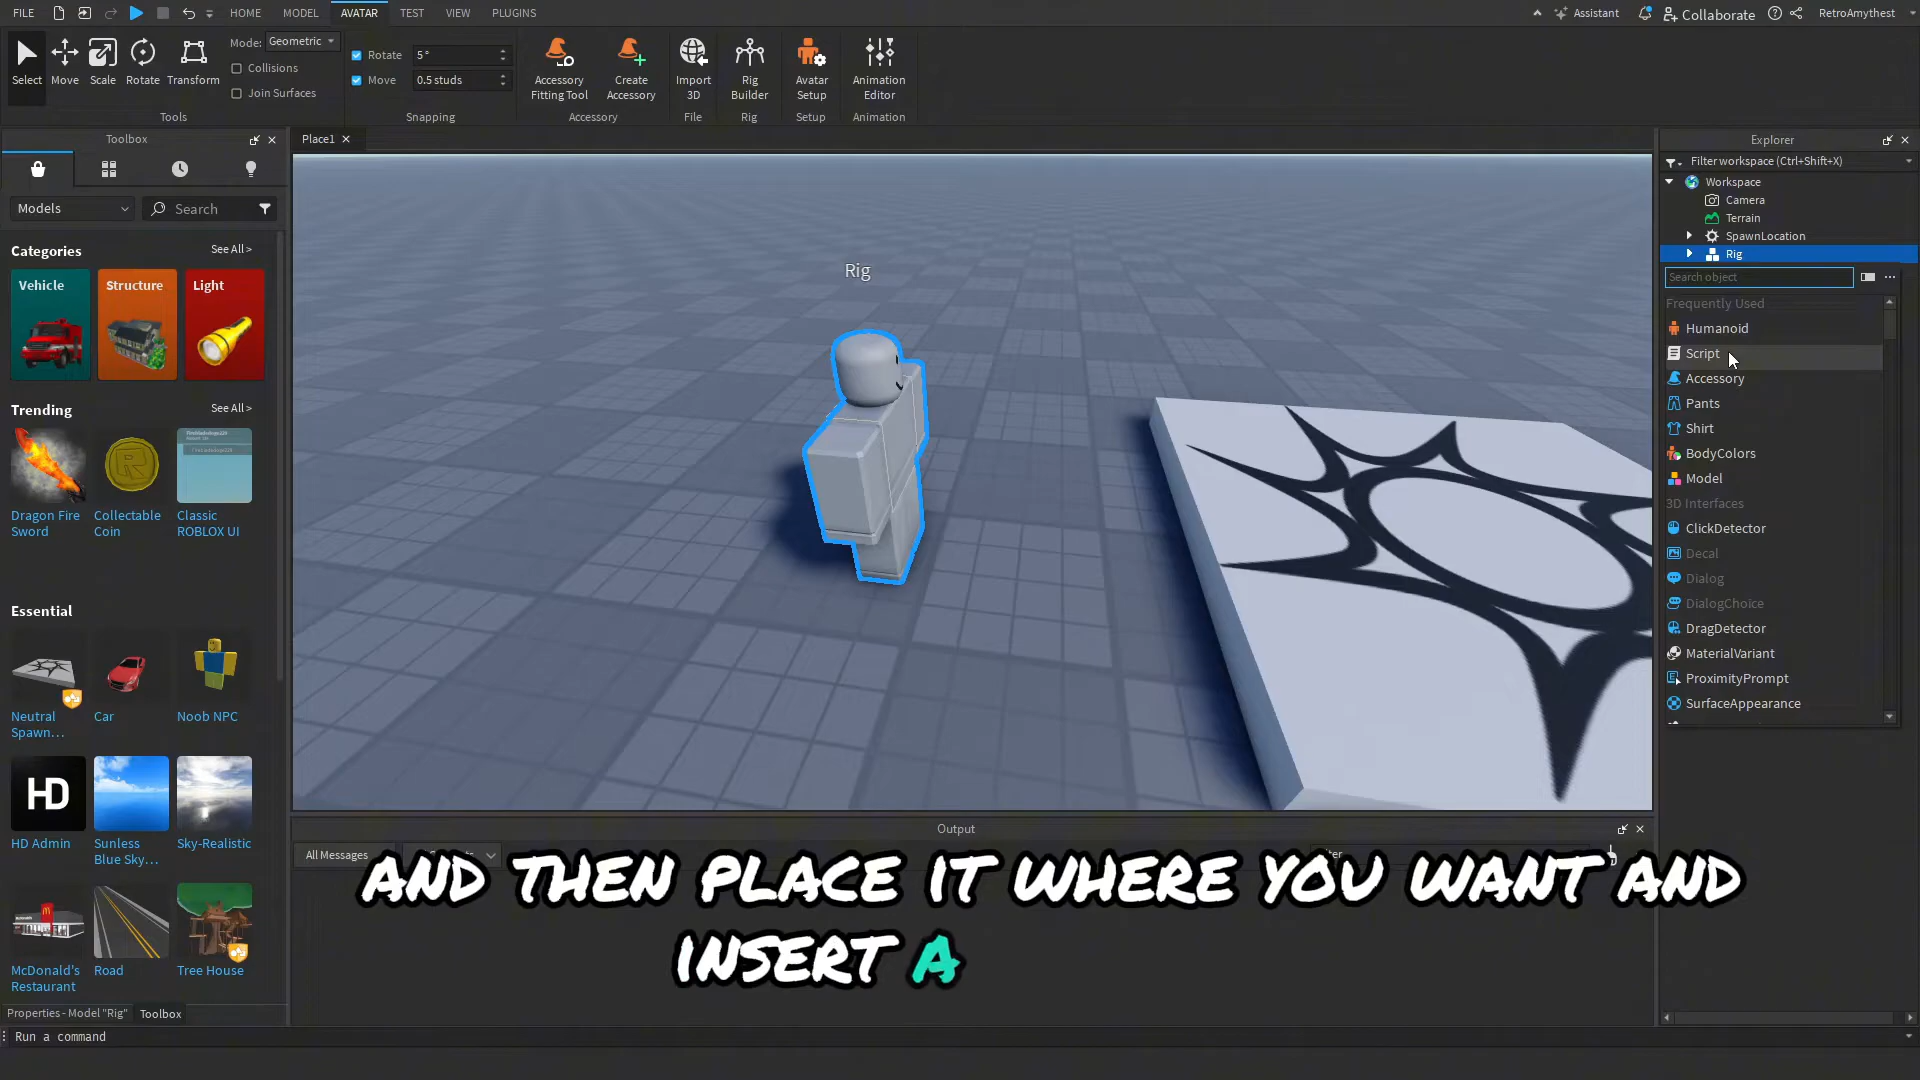 FILE
HOME
MODEL
AVATAR
TEST
VIEW
PLUGINS
Assistant
Collaborate
RetroAmythest
Select
Move
Scale
Rotate
Transform
Mode:
Geometric
Collisions
Join Surfaces
Tools
Rotate
5 °
Move
0.5 studs
Snapping
Accessory
Fitting Tool
Create
Accessory
Accessory
Import
3D
File
Rig
Builder
Rig
Avatar
Setup
Setup
Animation
Editor
Animation
Toolbox
Models
Search
Categories
See All >
Vehicle
Structure
Light
Trending
See All >
Dragon Fire
Sword
Collectable
Coin
Classic
ROBLOX UI
Essential
Neutral
Spawn...
Car
Noob NPC
HD
HD Admin
Sunless
Blue Sky...
Sky-Realistic
McDonald's
Restaurant
Road
Tree House
Properties - Model "Rig"
Toolbox
Run a command
Place1
Rig
Output
All Messages
AND THEN PLACE IT WHERE YOU WANT AND
INSERT A
Explorer
Filter workspace (Ctrl+Shift+X)
Workspace
Camera
Terrain
SpawnLocation
Rig
Search object
Frequently Used
Humanoid
Script
Accessory
Pants
Shirt
BodyColors
Model
3D Interfaces
ClickDetector
Decal
Dialog
DialogChoice
DragDetector
MaterialVariant
ProximityPrompt
SurfaceAppearance